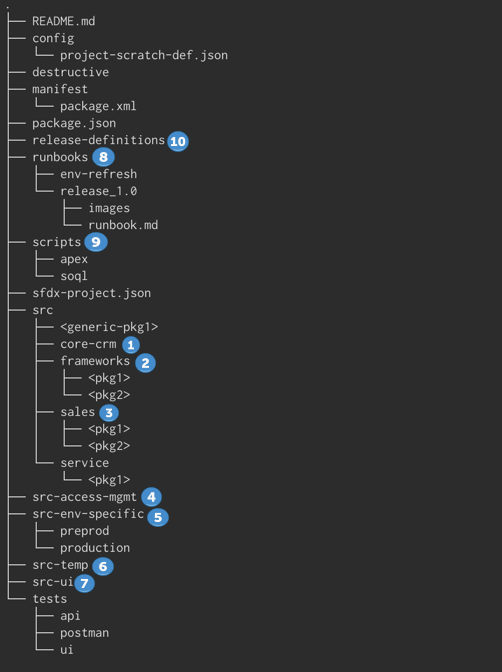 .
├── README.md
├── config
│   └── project-scratch-def.json
├── destructive
├── manifest
│   └── package.xml
├── package.json
├── release-definitions 10
├── runbooks 8
│   ├── env-refresh
│   └── release_1.0
│       ├── images
│       └── runbook.md
├── scripts 9
│   ├── apex
│   └── soql
├── sfdx-project.json
├── src
│   ├── <generic-pkg1>
│   ├── core-crm 1
│   ├── frameworks 2
│   │   ├── <pkg1>
│   │   └── <pkg2>
│   ├── sales 3
│   │   ├── <pkg1>
│   │   └── <pkg2>
│   └── service
│       └── <pkg1>
├── src-access-mgmt 4
├── src-env-specific 5
│   ├── preprod
│   └── production
├── src-temp 6
├── src-ui 7
└── tests
    ├── api
    ├── postman
    └── ui